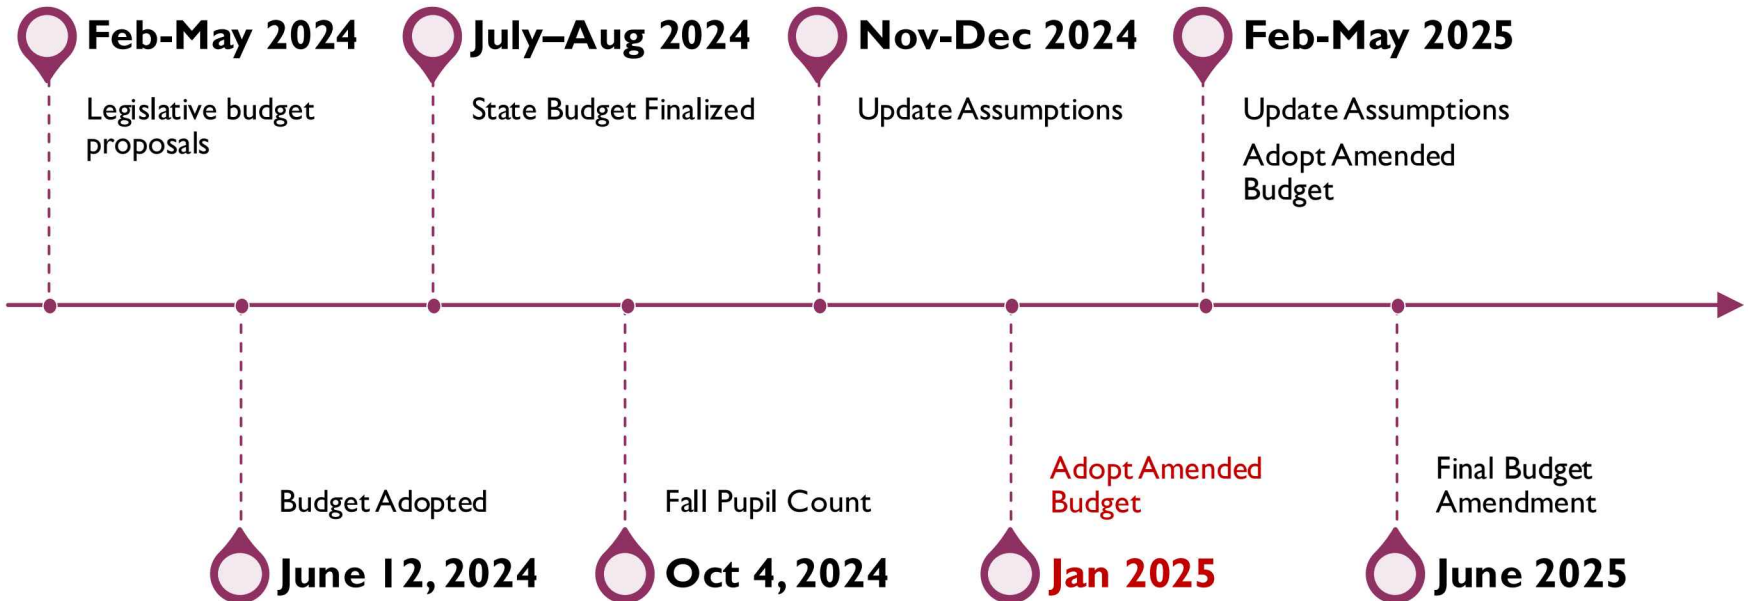 Feb-May 2024
Legislative budget
proposals
July–Aug 2024
State Budget Finalized
Nov-Dec 2024
Update Assumptions
Feb-May 2025
Update Assumptions
Adopt Amended
Budget
Budget Adopted
June 12, 2024
Fall Pupil Count
Oct 4, 2024
Adopt Amended
Budget
Jan 2025
Final Budget
Amendment
June 2025